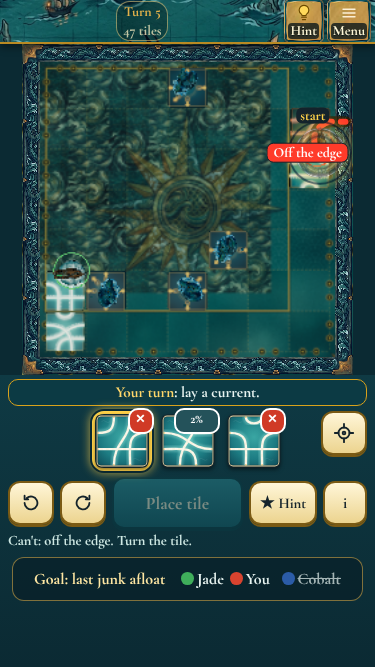 Turn 5
47 tiles
Hint
Menu
start
Off the edge
Your turn: lay a current.
2%
Place tile
Hint
i
Can't: off the edge. Turn the tile.
Goal: last junk afloat
Jade
You
Cobalt